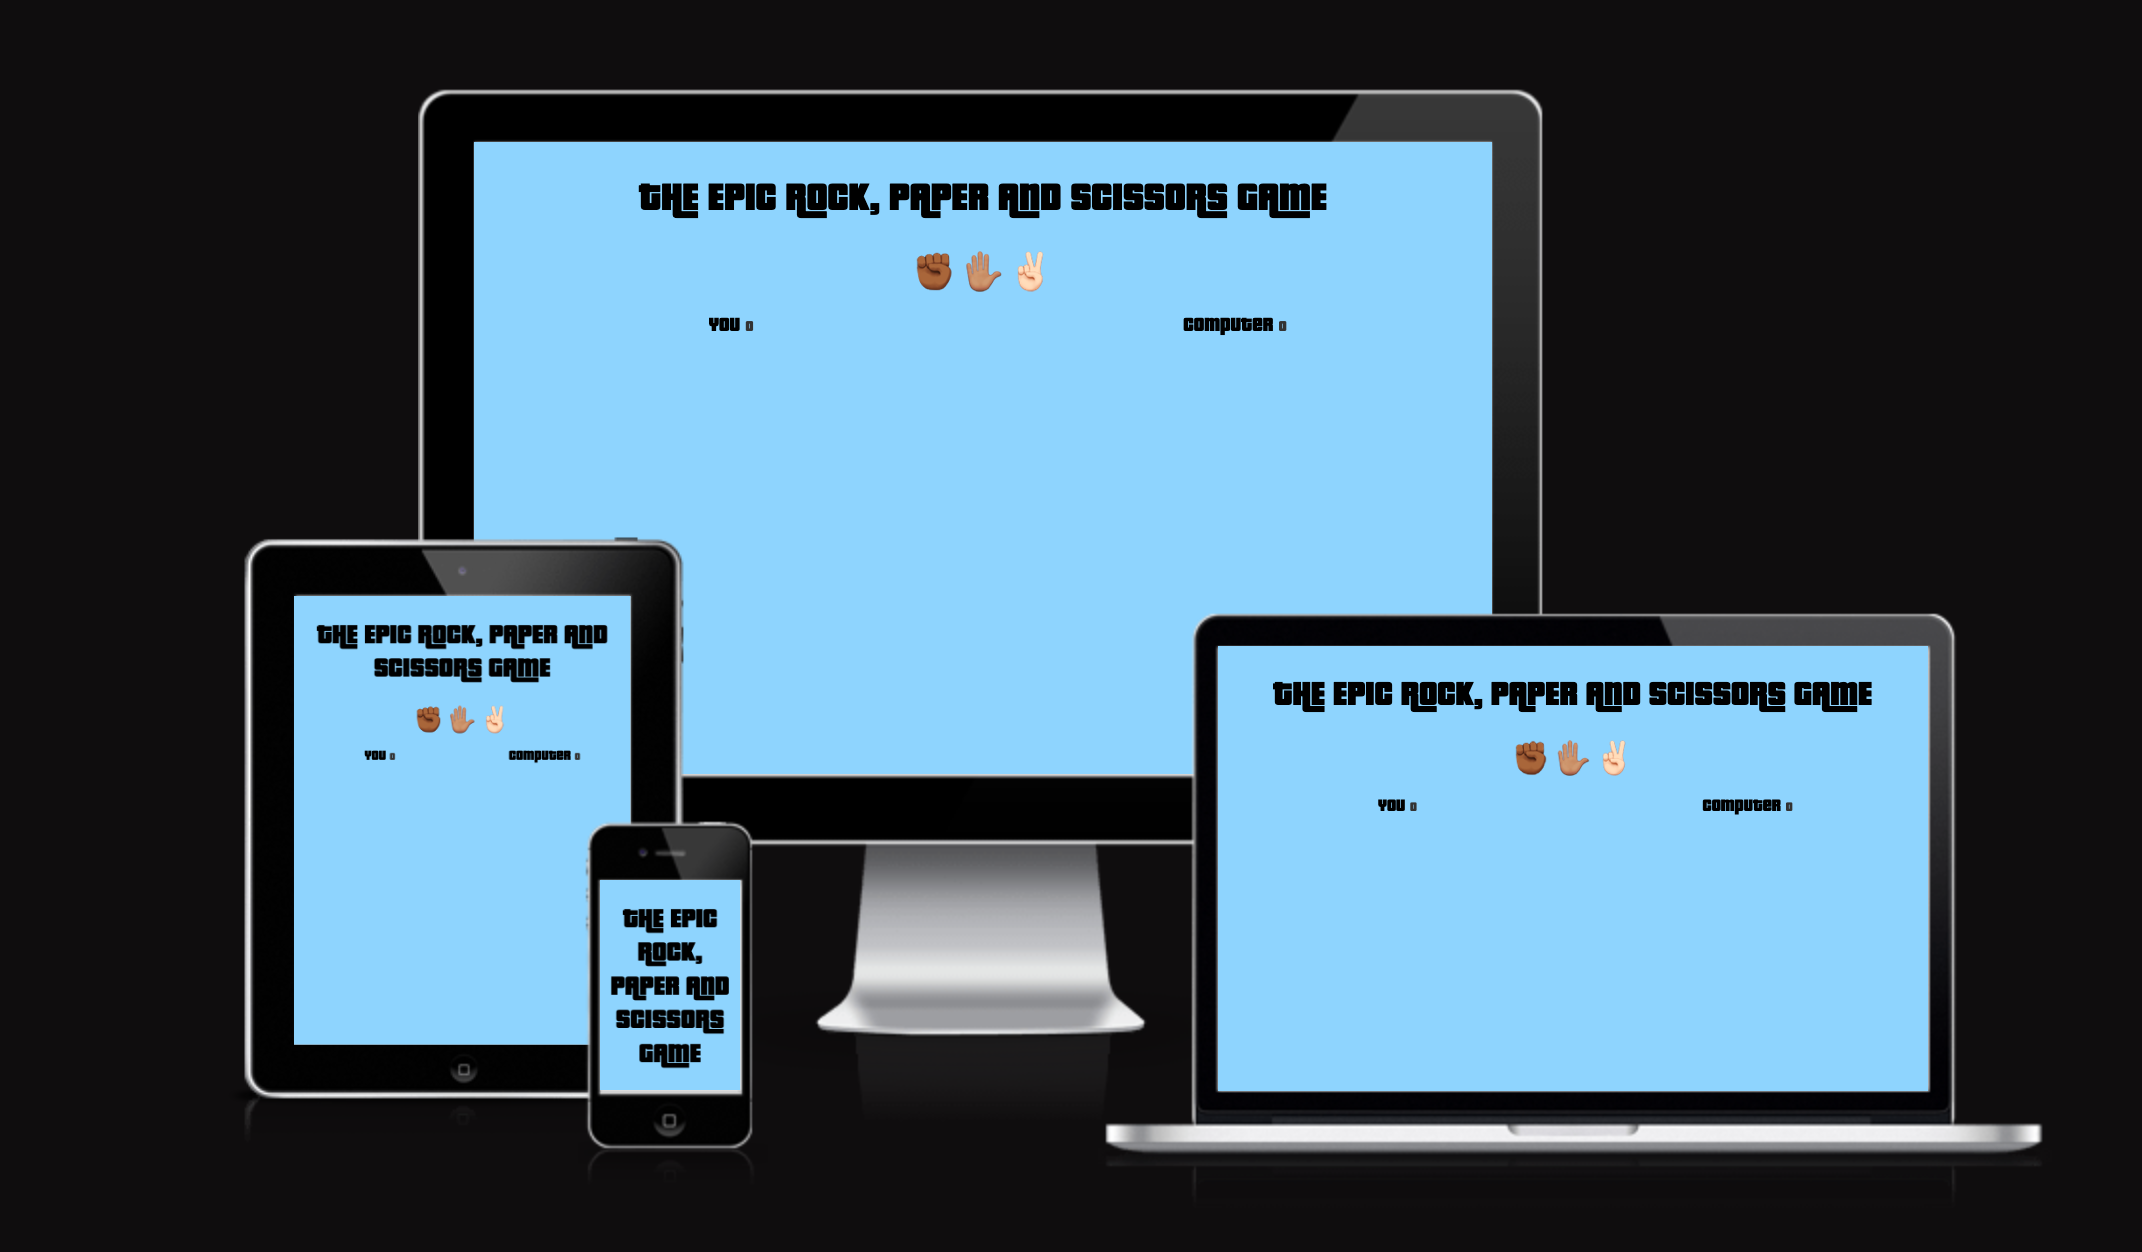 THE EPIC ROCK, PAPER AND SCISSORS GAME
✊🏾 🖐🏽 ✌🏻
You 0
Computer 0
THE EPIC ROCK, PAPER AND
SCISSORS GAME
✊🏾 🖐🏽 ✌🏻
You 0
Computer 0
THE EPIC
ROCK,
PAPER AND
SCISSORS
GAME
THE EPIC ROCK, PAPER AND SCISSORS GAME
✊🏾 🖐🏽 ✌🏻
You 0
Computer 0